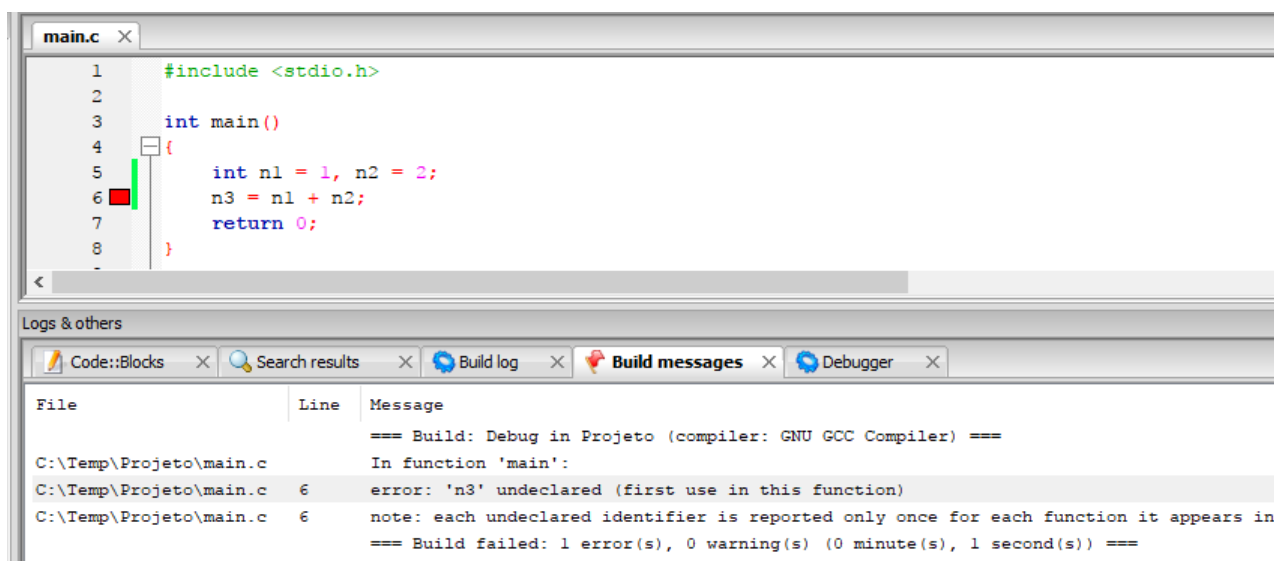 main.c
1 #include <stdio.h>
2
3 int main()
4 {
5 int n1 = 1, n2 = 2;
6 n3 = n1 + n2;
7 return 0;
8 }
Logs & others
Code::Blocks Search results Build log Build messages Debugger
File Line Message
=== Build: Debug in Projeto (compiler: GNU GCC Compiler) ===
C:\Temp\Projeto\main.c In function 'main':
C:\Temp\Projeto\main.c 6 error: 'n3' undeclared (first use in this function)
C:\Temp\Projeto\main.c 6 note: each undeclared identifier is reported only once for each function it appears in
=== Build failed: 1 error(s), 0 warning(s) (0 minute(s), 1 second(s)) ===